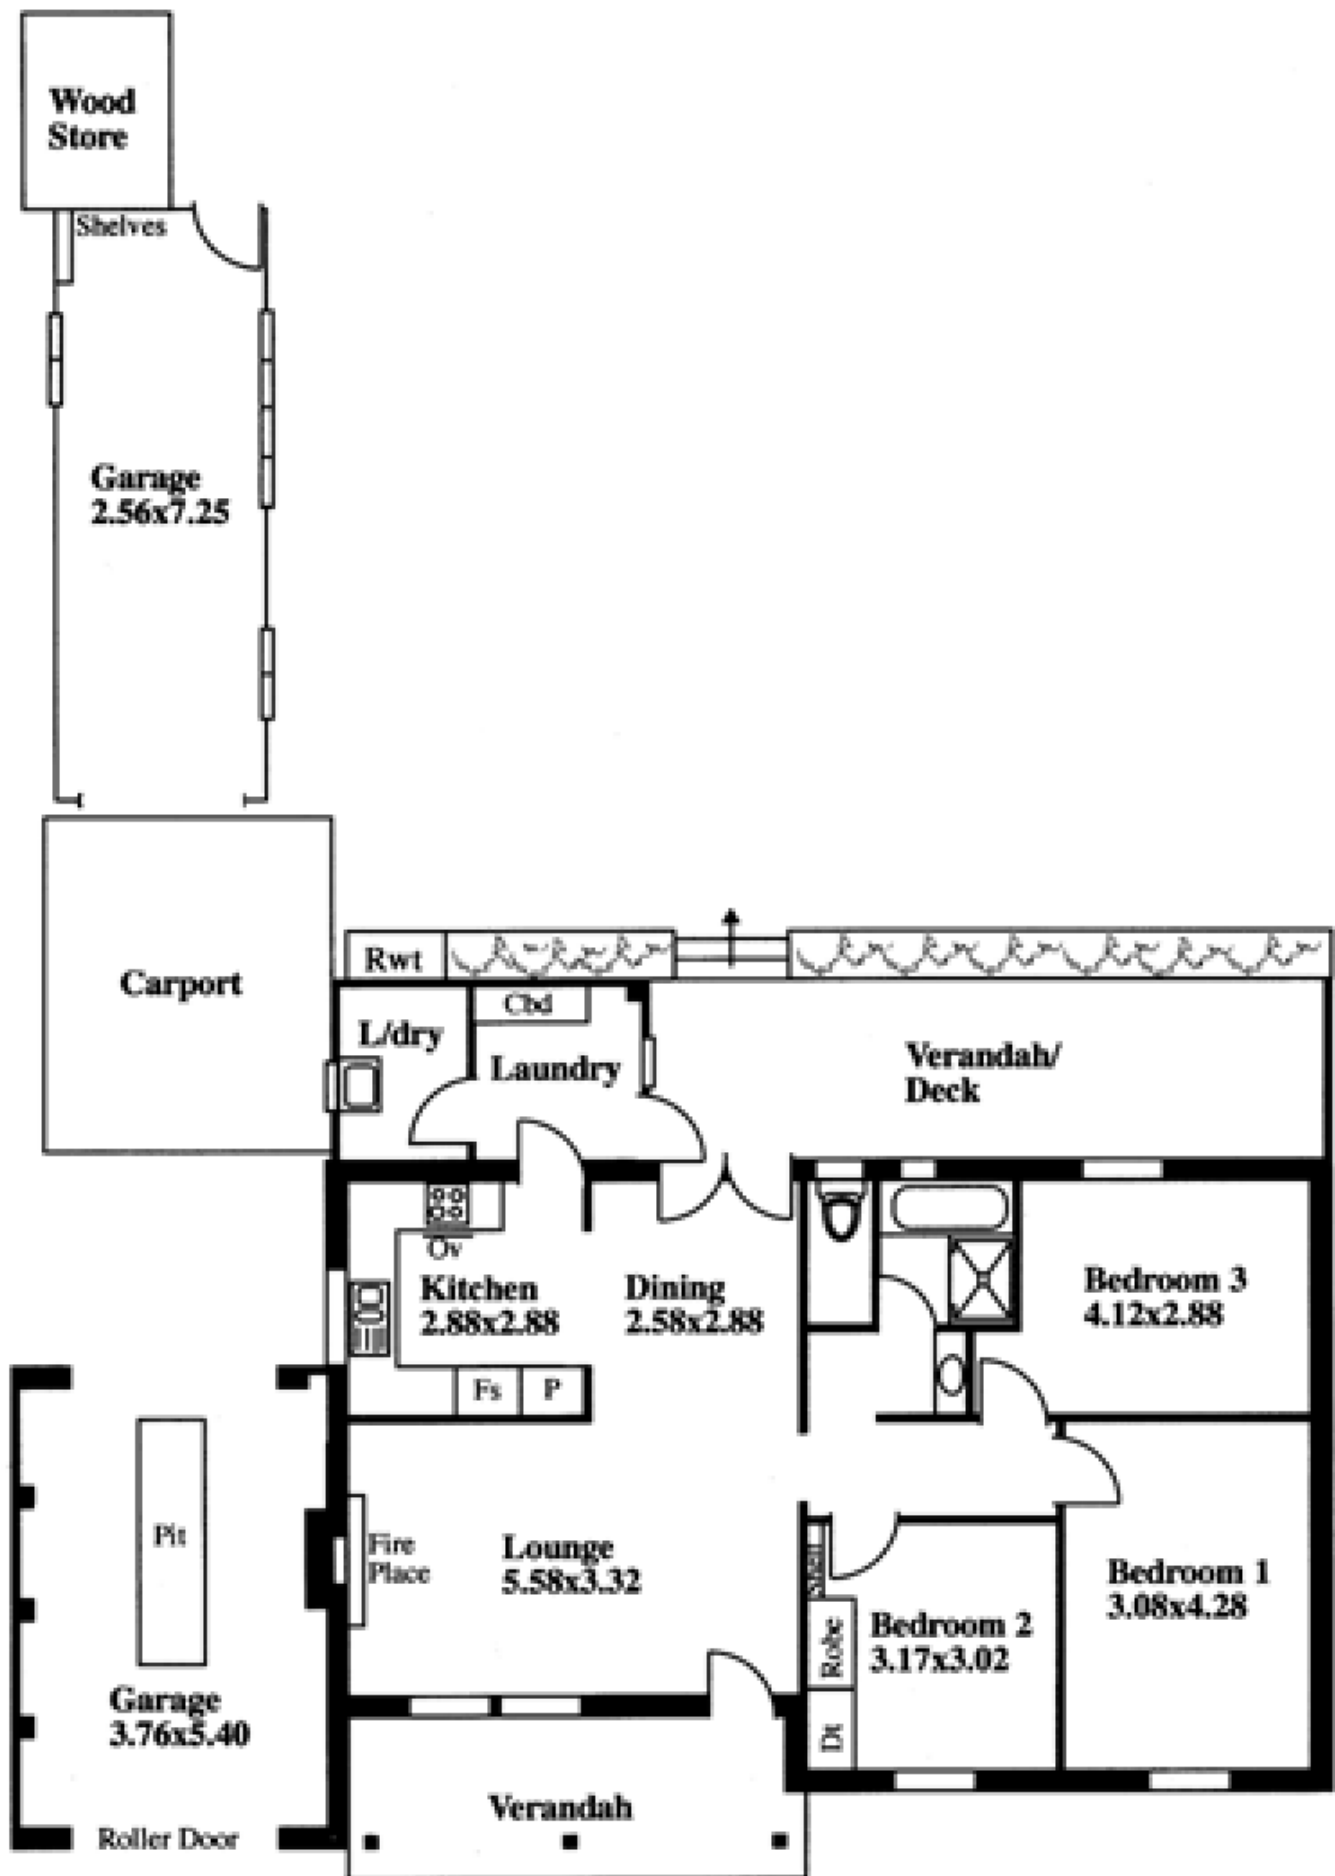 Wood
Store
Shelves
Garage
2.56x7.25
Carport
Rwt
Cbd
L/dry
Laundry
Verandah/
Deck
Ov
Kitchen
2.88x2.88
Dining
2.58x2.88
Bedroom 3
4.12x2.88
Fs
P
Pit
Fire
Place
Lounge
5.58x3.32
Shelf
Robe
Dt
Bedroom 2
3.17x3.02
Bedroom 1
3.08x4.28
Garage
3.76x5.40
Verandah
Roller Door